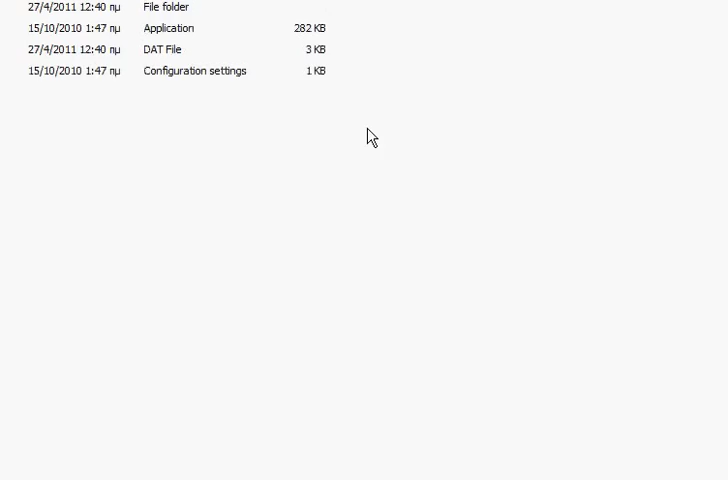 27/4/2011 12:40 πμ File folder
15/10/2010 1:47 πμ Application 282 KB
27/4/2011 12:40 πμ DAT File 3 KB
15/10/2010 1:47 πμ Configuration settings 1 KB